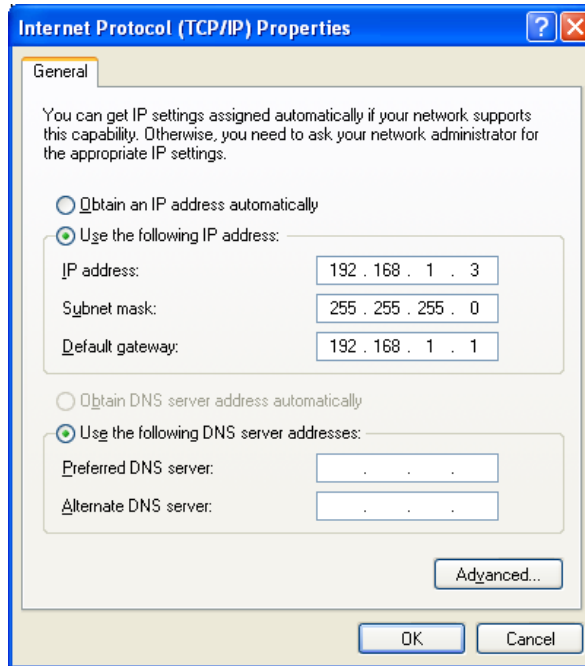 Internet Protocol (TCP/IP) Properties
General
You can get IP settings assigned automatically if your network supports
this capability. Otherwise, you need to ask your network administrator for
the appropriate IP settings.
Obtain an IP address automatically
Use the following IP address:
IP address: 192 . 168 . 1 . 3
Subnet mask: 255 . 255 . 255 . 0
Default gateway: 192 . 168 . 1 . 1
Obtain DNS server address automatically
Use the following DNS server addresses:
Preferred DNS server: . . .
Alternate DNS server: . . .
Advanced...
OK Cancel